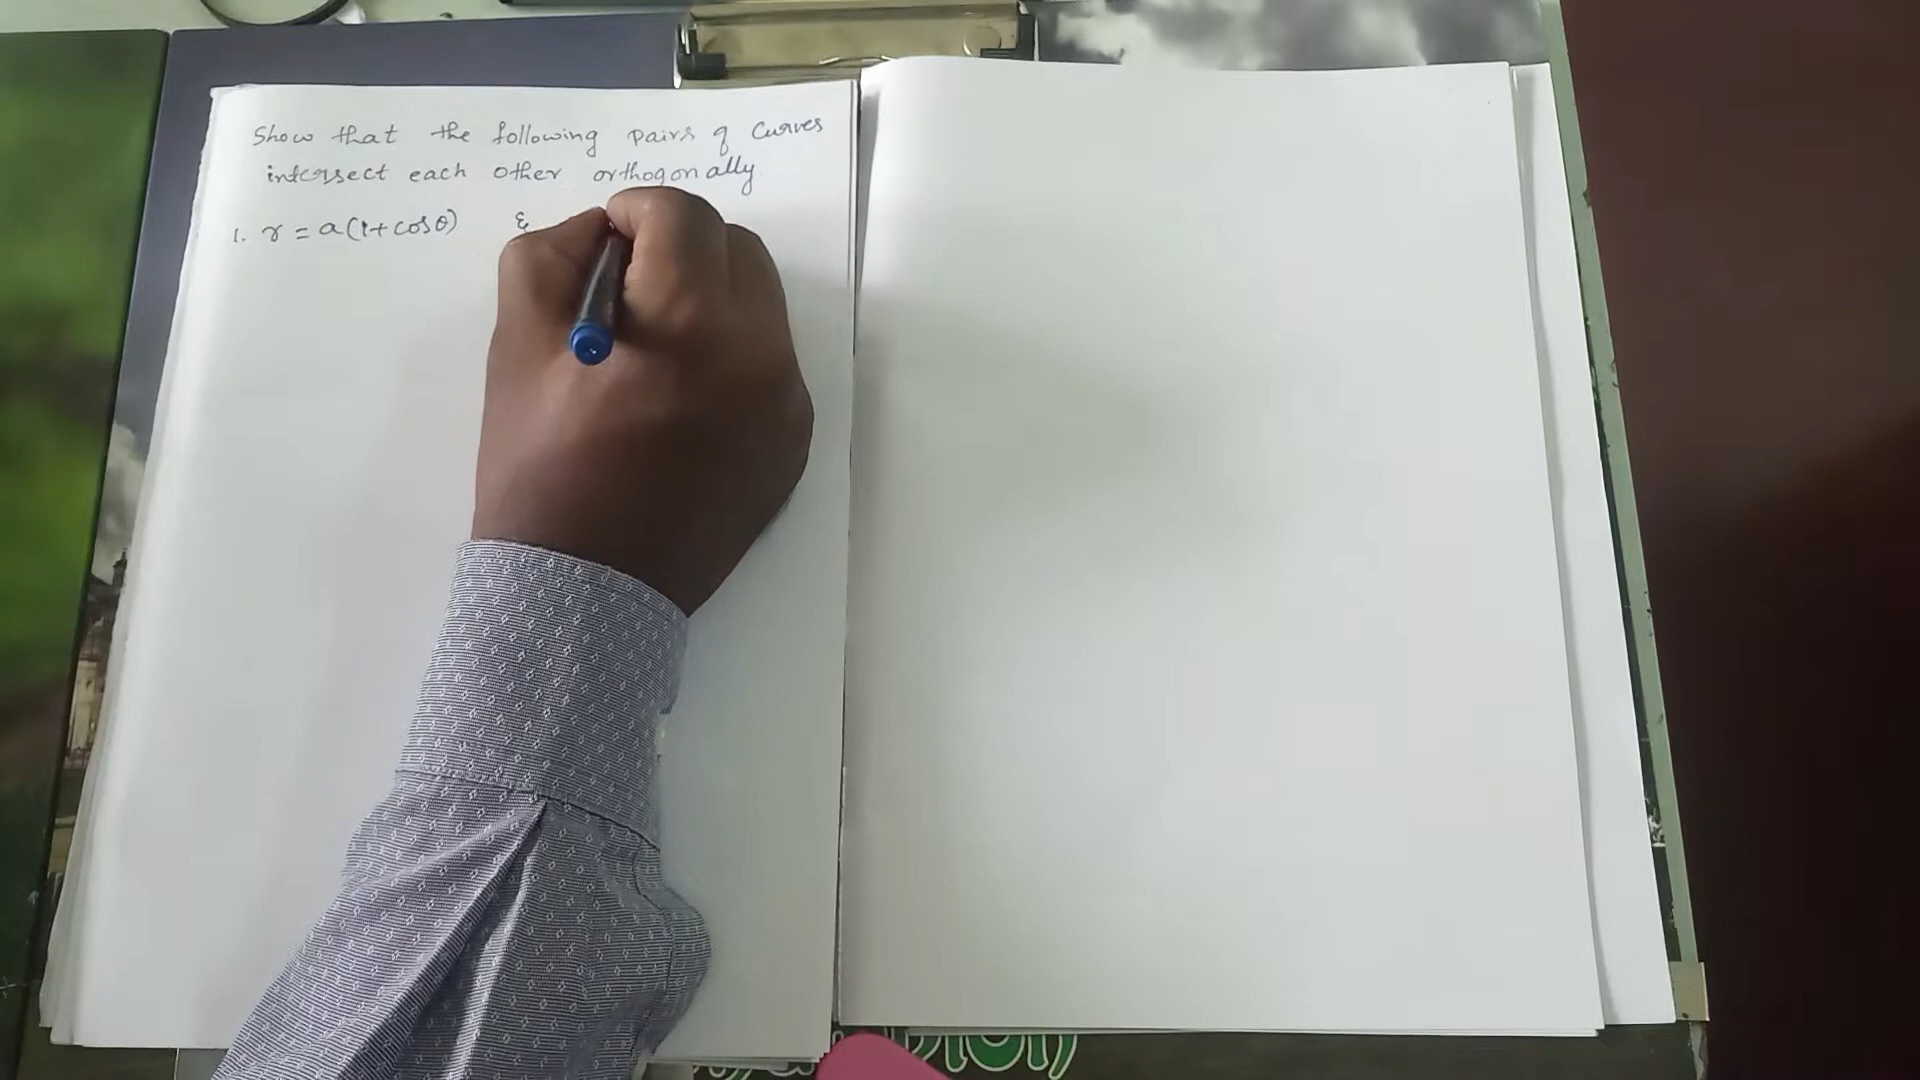 Show that the following pairs of Curves
intersect each other orthogonally
1. r = a(1+cosθ) &